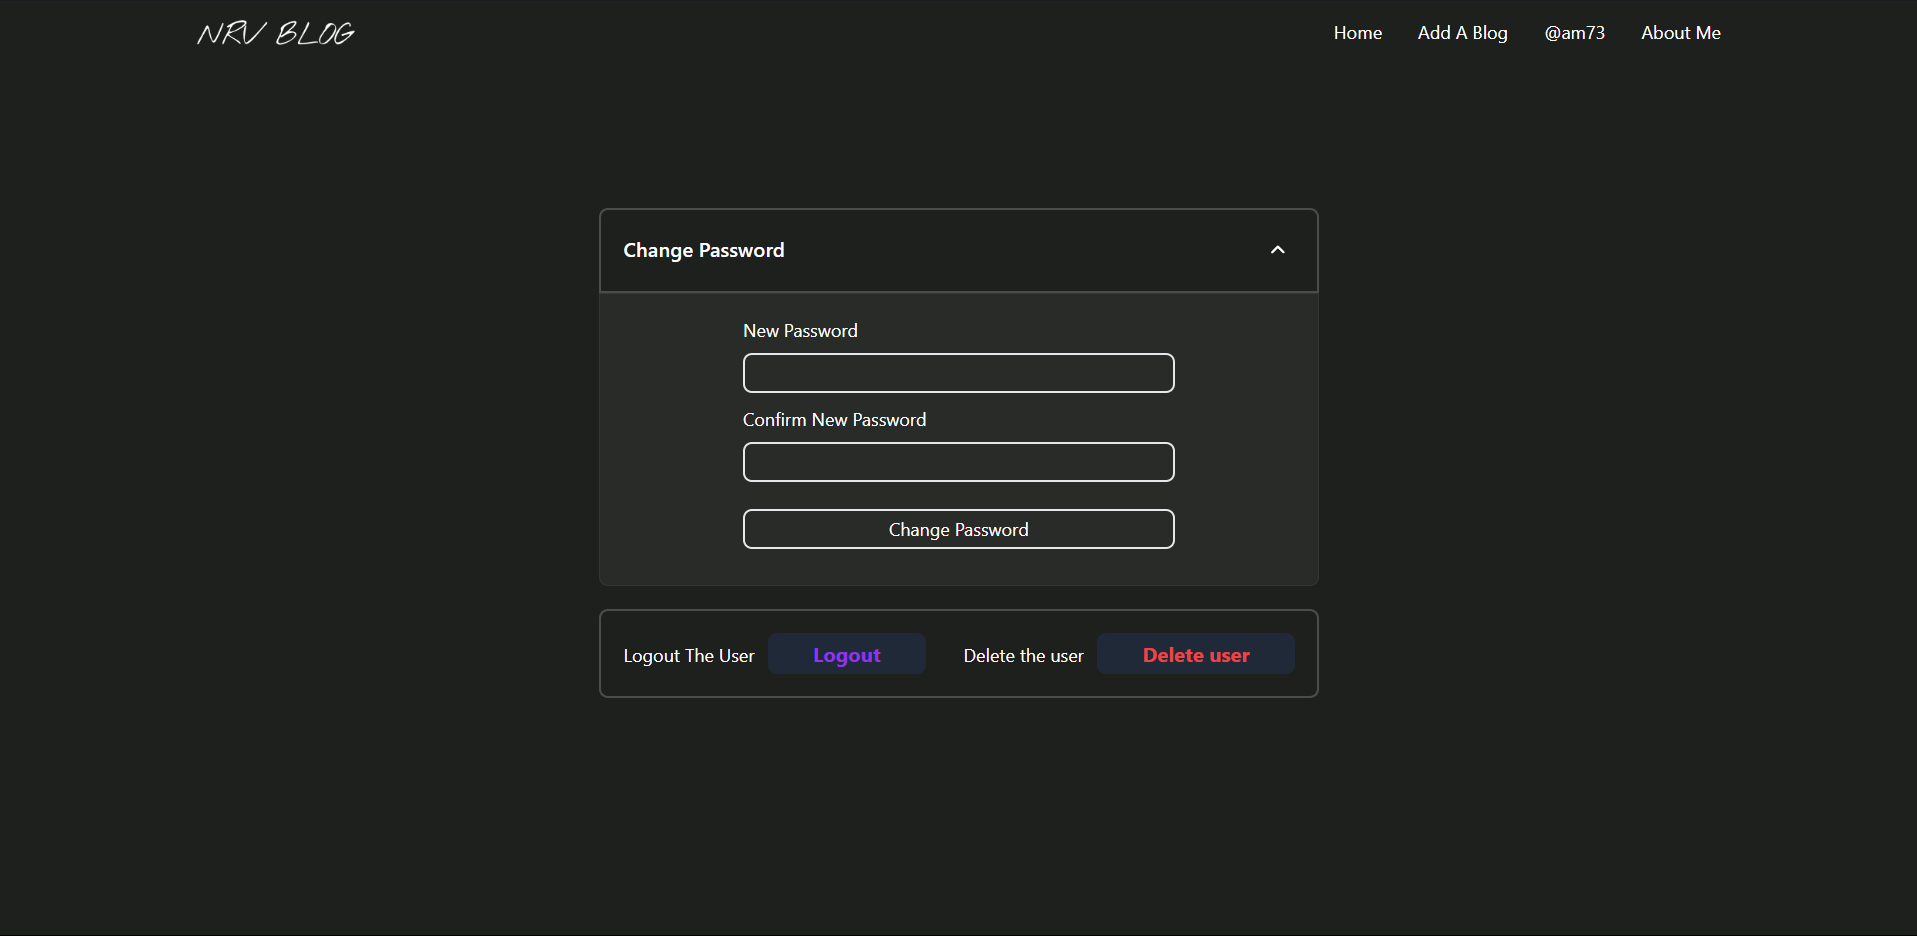 NRV BLOG
Home Add A Blog @am73 About Me
Change Password
New Password
Confirm New Password
Change Password
Logout The User Logout Delete the user Delete user